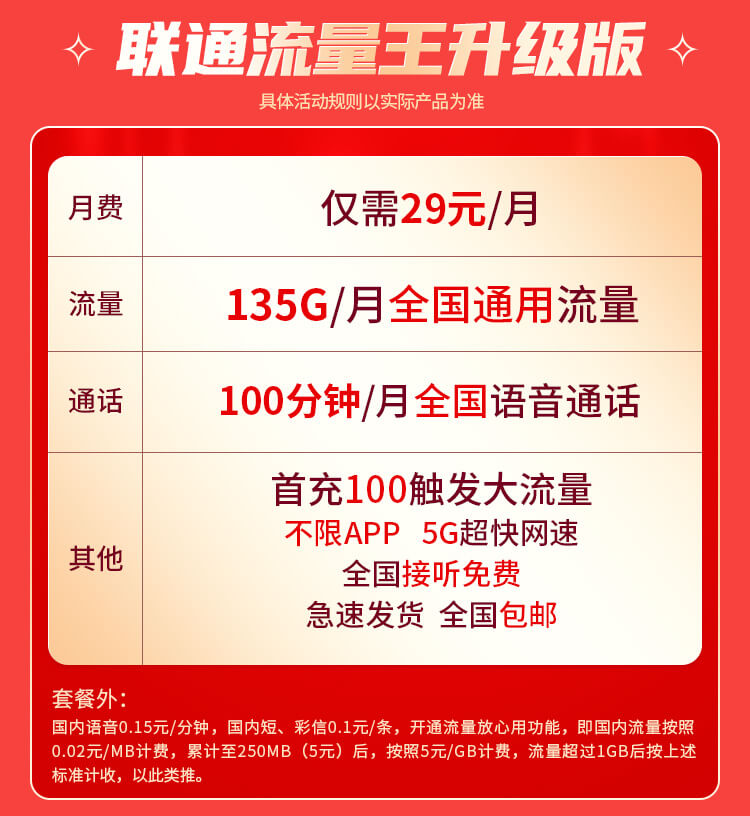 联通流量王升级版
具体活动规则以实际产品为准
月费
仅需29元/月
流量
135G/月全国通用流量
通话
100分钟/月全国语音通话
其他
首充100触发大流量
不限APP 5G超快网速
全国接听免费
急速发货 全国包邮
套餐外：
国内语音0.15元/分钟，国内短、彩信0.1元/条，开通流量放心用功能，即国内流量按照
0.02元/MB计费，累计至250MB（5元）后，按照5元/GB计费，流量超过1GB后按上述
标准计收，以此类推。